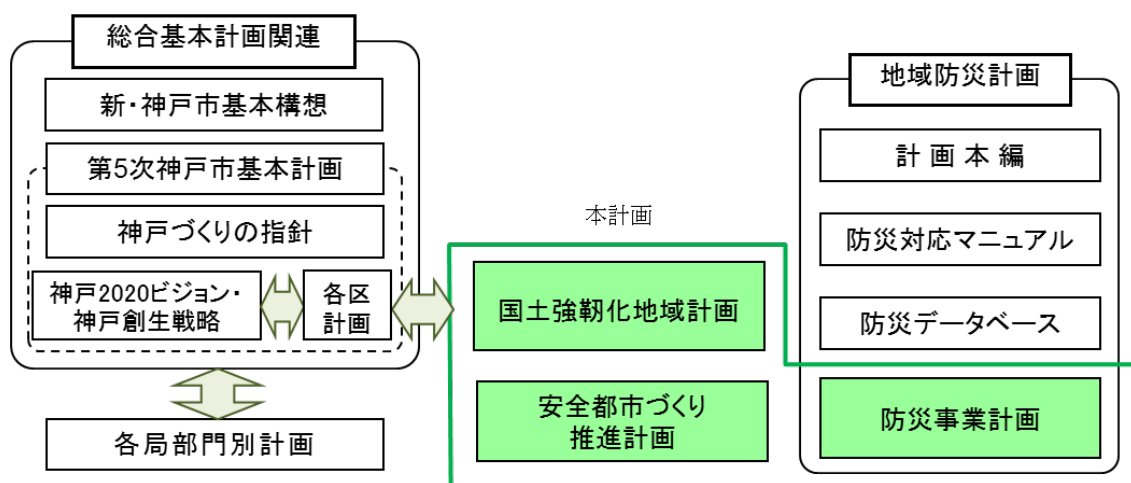 総合基本計画関連
新・神戸市基本構想
第5次神戸市基本計画
神戸づくりの指針
神戸2020ビジョン・
神戸創生戦略
各区
計画
各局部門別計画
本計画
国土強靭化地域計画
安全都市づくり
推進計画
地域防災計画
計画本編
防災対応マニュアル
防災データベース
防災事業計画